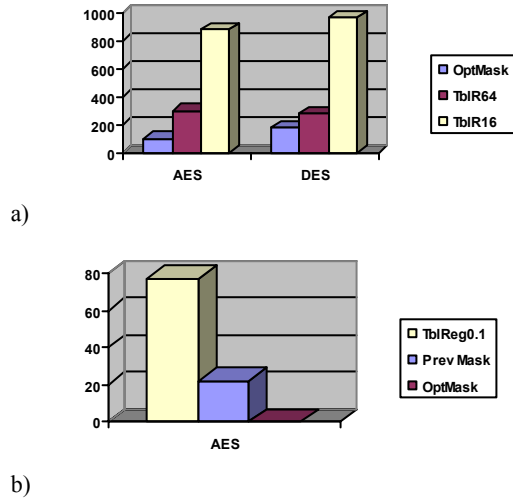 1000
800
600
400
200
0
AES DES
OptMask
TblR64
TblR16
a)
80
60
40
20
0
AES
TblReg0.1
Prev Mask
OptMask
b)